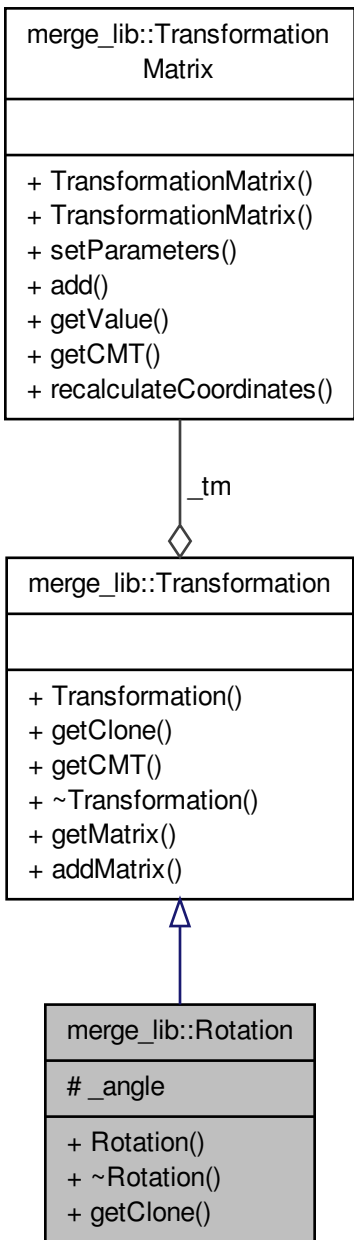 merge_lib::Transformation
Matrix
+ TransformationMatrix()
+ TransformationMatrix()
+ setParameters()
+ add()
+ getValue()
+ getCMT()
+ recalculateCoordinates()
_tm
merge_lib::Transformation
+ Transformation()
+ getClone()
+ getCMT()
+ ~Transformation()
+ getMatrix()
+ addMatrix()
merge_lib::Rotation
# _angle
+ Rotation()
+ ~Rotation()
+ getClone()